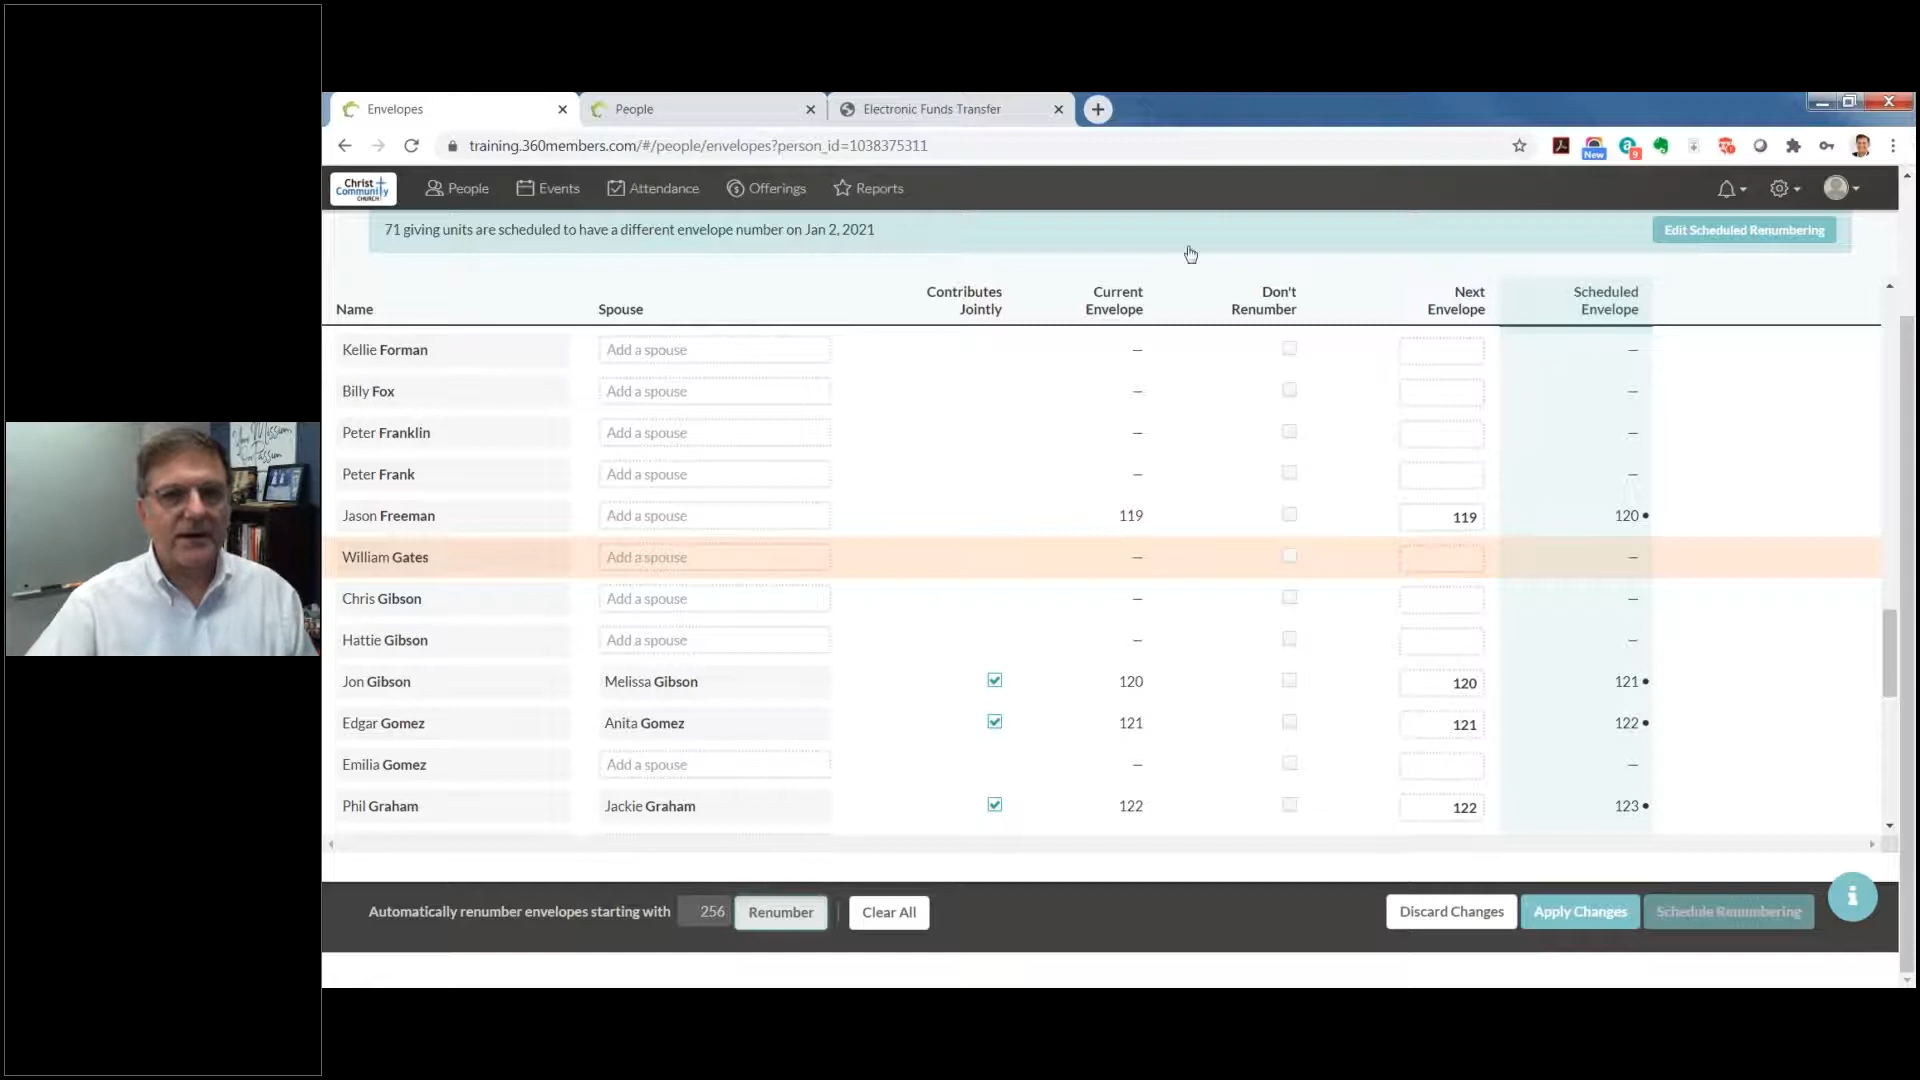 Envelopes
People
Electronic Funds Transfer
training.360members.com/#/people/envelopes?person_id=1038375311
New
9
Christ
Community
CHURCH
People
Events
Attendance
Offerings
Reports
71 giving units are scheduled to have a different envelope number on Jan 2, 2021
Edit Scheduled Renumbering
Name Spouse Contributes Jointly Current Envelope Don't Renumber Next Envelope Scheduled Envelope
Kellie Forman Add a spouse — —
Billy Fox Add a spouse — —
Peter Franklin Add a spouse — —
Peter Frank Add a spouse — —
Jason Freeman Add a spouse 119 119 120 •
William Gates Add a spouse — —
Chris Gibson Add a spouse — —
Hattie Gibson Add a spouse — —
Jon Gibson Melissa Gibson 120 120 121 •
Edgar Gomez Anita Gomez 121 121 122 •
Emilia Gomez Add a spouse — —
Phil Graham Jackie Graham 122 122 123 •
Automatically renumber envelopes starting with 256 Renumber Clear All Discard Changes Apply Changes Schedule Renumbering
i